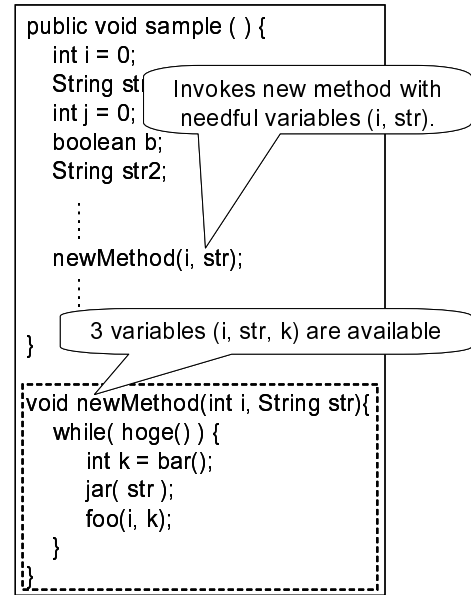 public void sample ( ) {
int i = 0;
String str
int j = 0;
boolean b;
String str2;
Invokes new method with
needful variables (i, str).
newMethod(i, str);
3 variables (i, str, k) are available
}
void newMethod(int i, String str){
while( hoge() ) {
int k = bar();
jar( str );
foo(i, k);
}
}